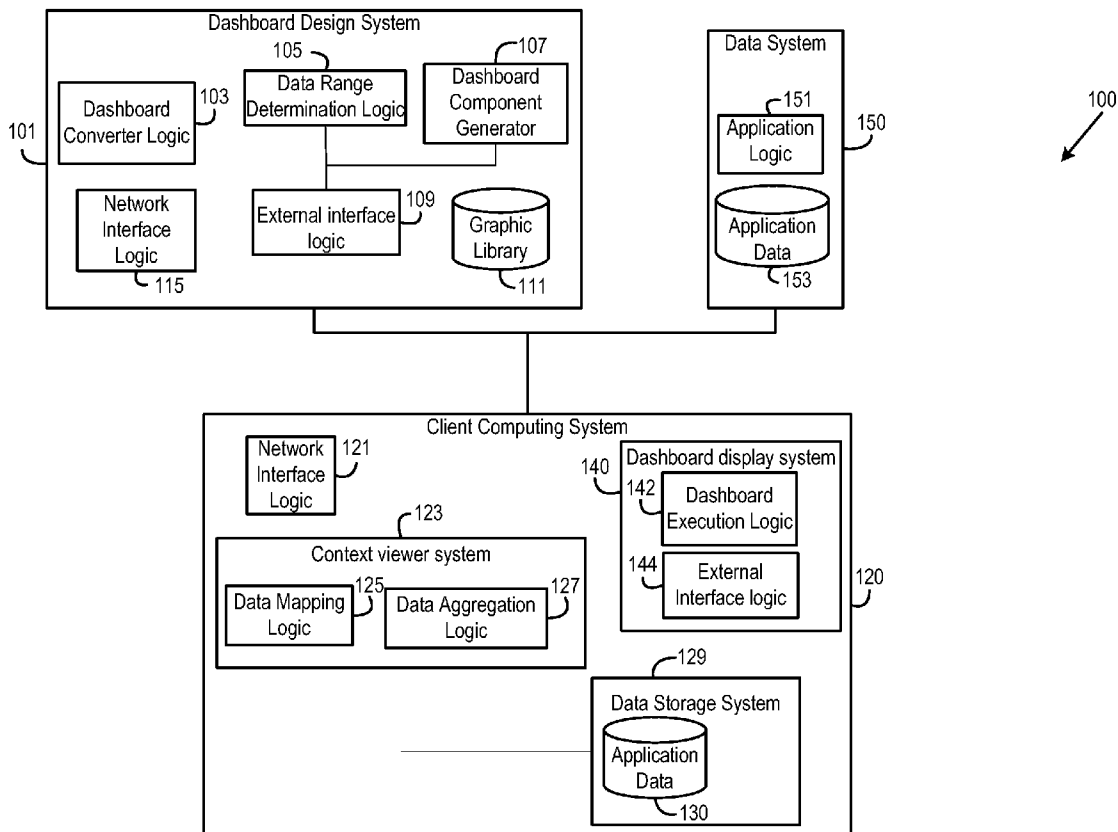 Dashboard Design System
107
105
Data Range
Determination Logic
Dashboard
Component
Generator
103
Dashboard
Converter Logic
101
109
External interface
logic
Network
Interface
Logic
115
Graphic
Library
111
Data System
151
Application
Logic
150
Application
Data
153
100
Client Computing System
121
Network
Interface
Logic
Dashboard display system
140
142
Dashboard
Execution Logic
144
External
Interface logic
120
123
Context viewer system
125
Data Mapping
Logic
127
Data Aggregation
Logic
129
Data Storage System
Application
Data
130